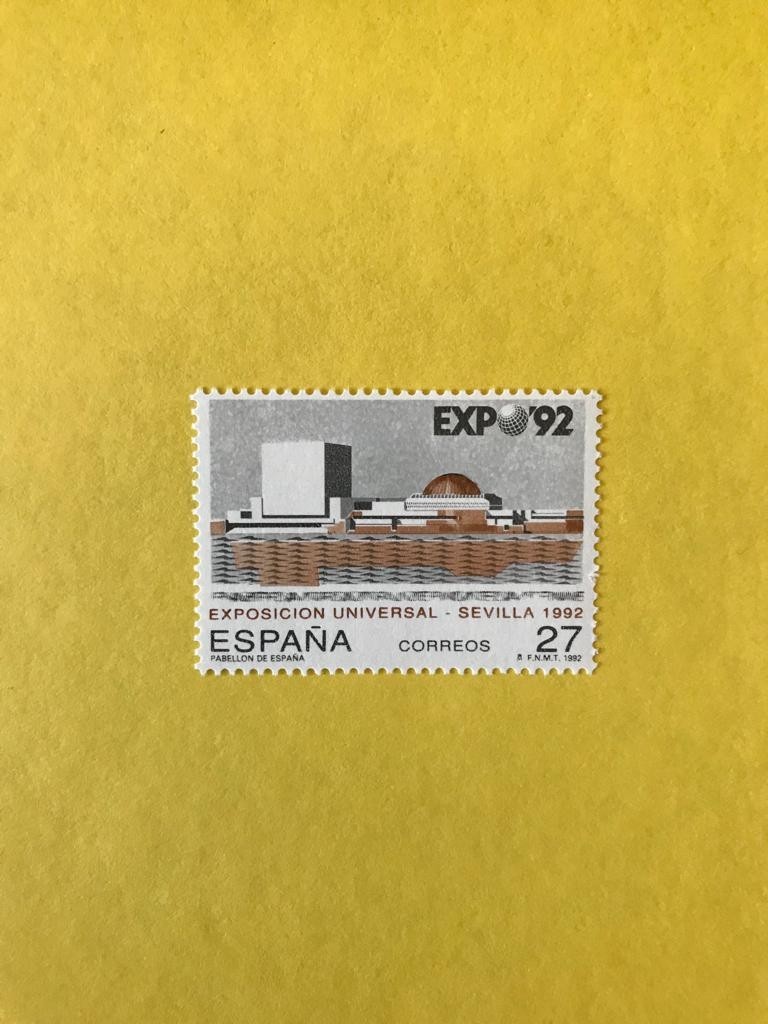 EXPO'92
EXPOSICION UNIVERSAL - SEVILLA 1992
ESPAÑA CORREOS 27
PABELLON DE ESPAÑA F.N.M.T. 1992